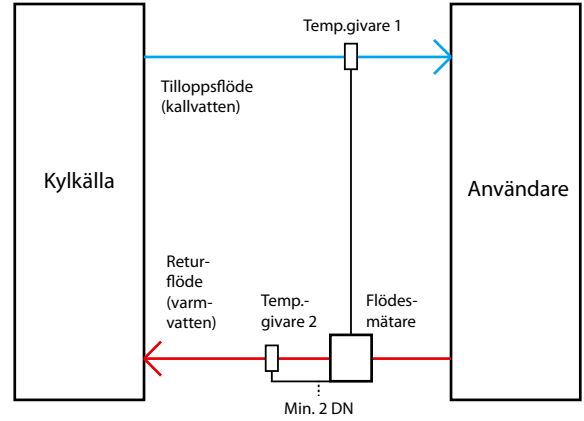 Temp.givare 1
Tilloppsflöde
(kallvatten)
Kylkälla
Användare
Retur-
flöde
(varm-
vatten)
Temp.-
givare 2
Flödes-
mätare
Min. 2 DN